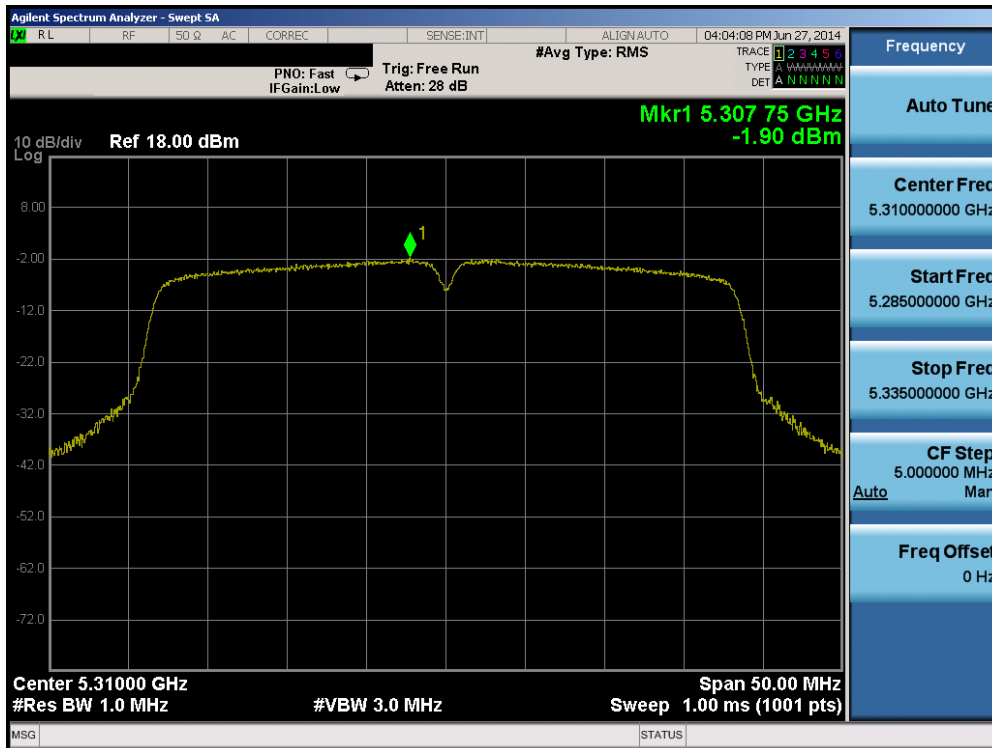 Agilent Spectrum Analyzer - Swept SA
LXI RL RF 50 Ω AC CORREC SENSE:INT ALIGN AUTO 04:04:08 PM Jun 27, 2014
#Avg Type: RMS
TRACE 1 2 3 4 5 6
TYPE A WWWWW
DET A N N N N N
PNO: Fast
IFGain:Low
Trig: Free Run
Atten: 28 dB
Mkr1 5.307 75 GHz
-1.90 dBm
10 dB/div
Log
Ref 18.00 dBm
1
8.00
-2.00
-12.0
-22.0
-32.0
-42.0
-52.0
-62.0
-72.0
Center 5.31000 GHz
Span 50.00 MHz
#Res BW 1.0 MHz
#VBW 3.0 MHz
Sweep 1.00 ms (1001 pts)
MSG
STATUS
Frequency
Auto Tune
Center Freq
5.310000000 GHz
Start Freq
5.285000000 GHz
Stop Freq
5.335000000 GHz
CF Step
5.000000 MHz
Auto Man
Freq Offset
0 Hz